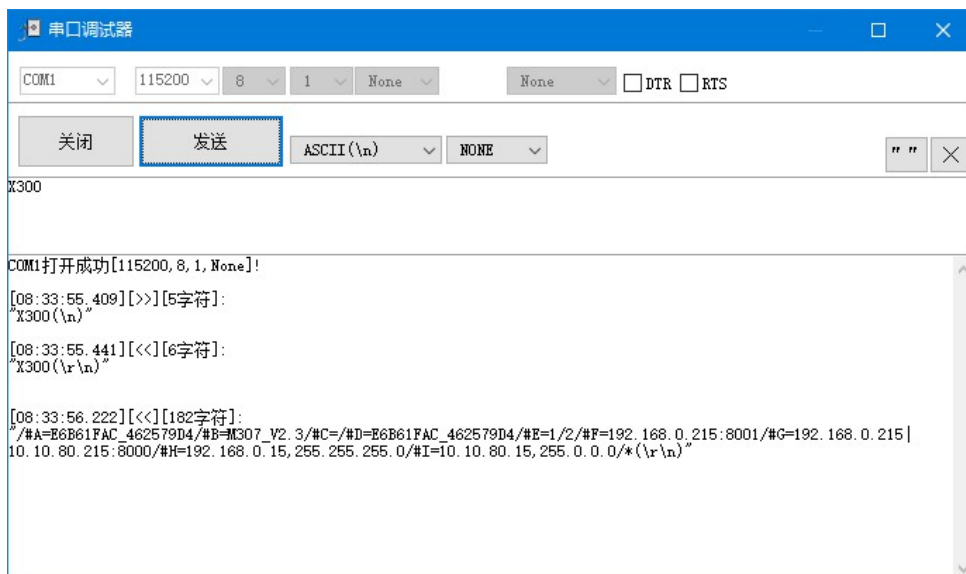 串口调试器
COM1 115200 8 1 None None DTR RTS
关闭 发送 ASCII(\n) NONE " "
X300
COM1打开成功[115200,8,1,None]!
[08:33:55.409][>>][5字符]:
"X300(\n)"
[08:33:55.441][<<][6字符]:
"X300(\r\n)"
[08:33:56.222][<<][182字符]:
"/#A=E6B61FAC_462579D4/#B=M307_V2.3/#C=/#D=E6B61FAC_462579D4/#E=1/2/#F=192.168.0.215:8001/#G=192.168.0.215|
10.10.80.215:8000/#H=192.168.0.15,255.255.255.0/#I=10.10.80.15,255.0.0.0/*(\r\n)"